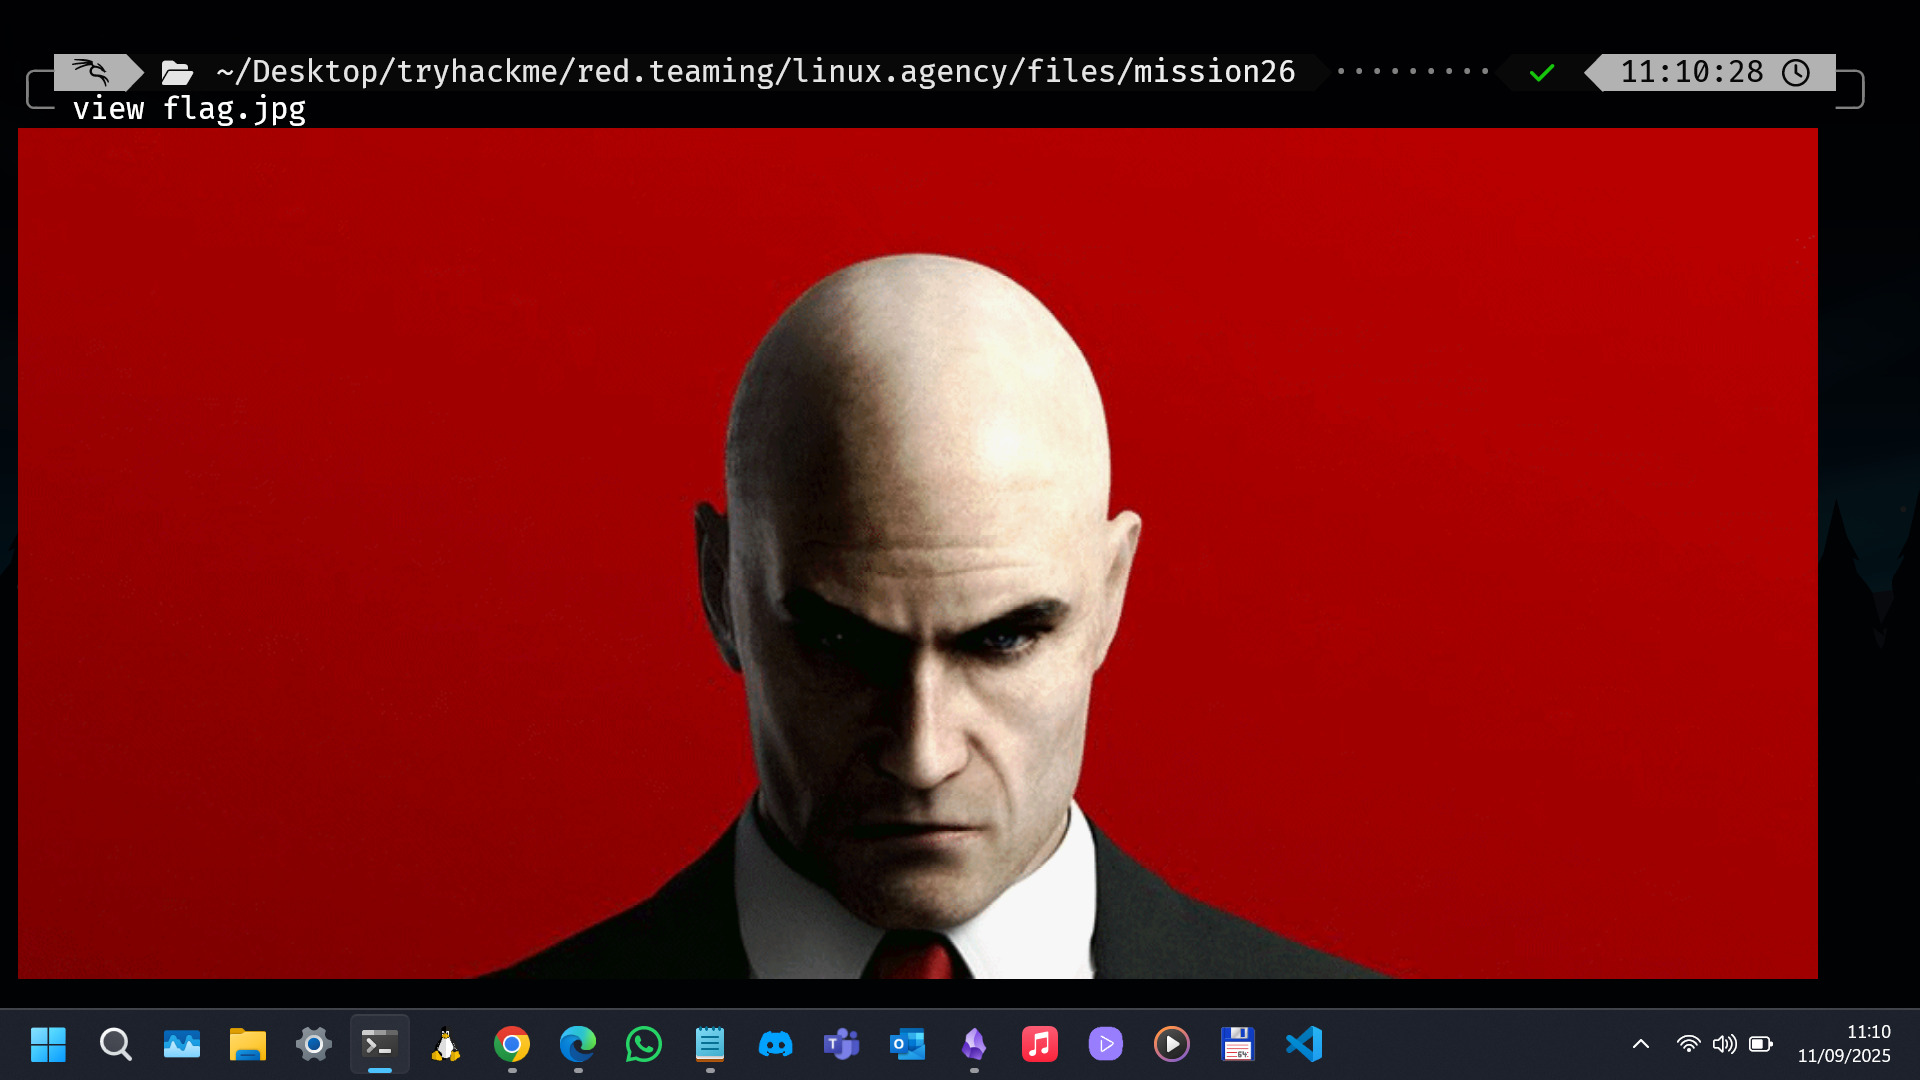 ~/Desktop/tryhackme/red.teaming/linux.agency/files/mission26 ·········· ✓ 11:10:28
view flag.jpg
11:10
11/09/2025